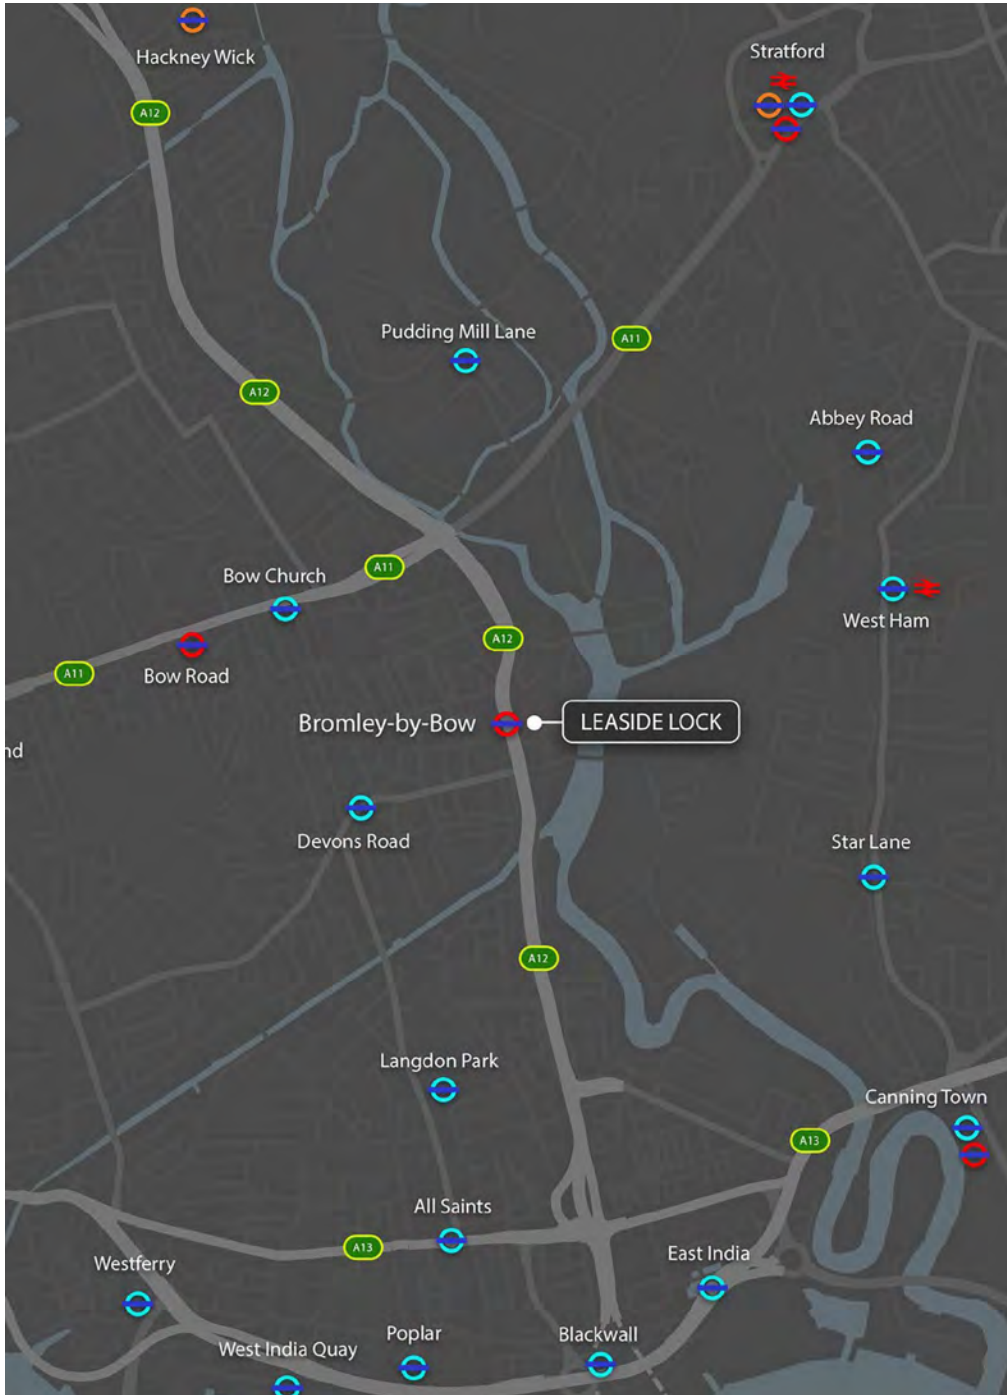 Hackney Wick
Stratford
A12
Pudding Mill Lane
A11
A12
Abbey Road
Bow Church
A11
West Ham
A12
Bow Road
A11
Bromley-by-Bow
LEASIDE LOCK
nd
Devons Road
Star Lane
A12
Langdon Park
Canning Town
A13
All Saints
A13
East India
Westferry
Poplar
Blackwall
West India Quay